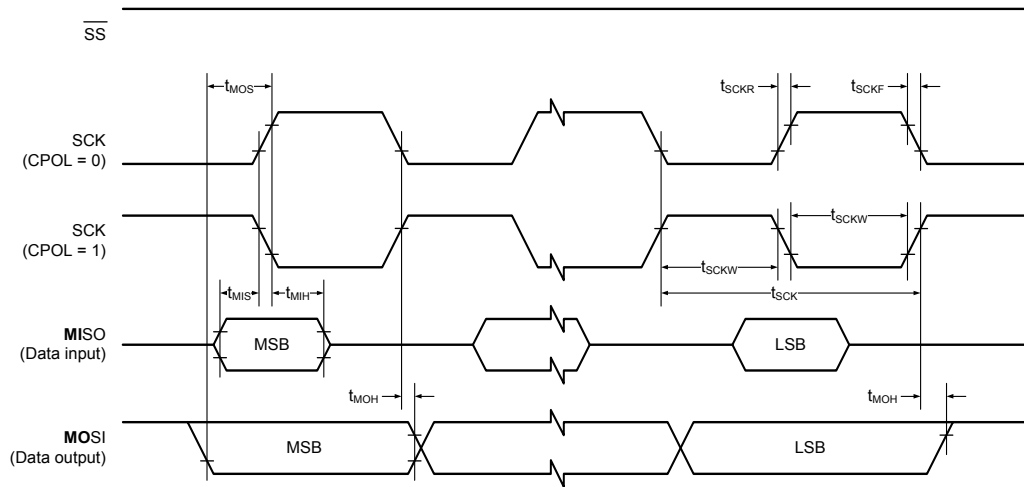 SS
tMOS
tSCKR
tSCKF
SCK
(CPOL = 0)
SCK
(CPOL = 1)
tSCKW
tSCKW
tSCK
tMIS
tMIH
MISO
(Data input)
MSB
LSB
tMOH
tMOH
MOSI
(Data output)
MSB
LSB